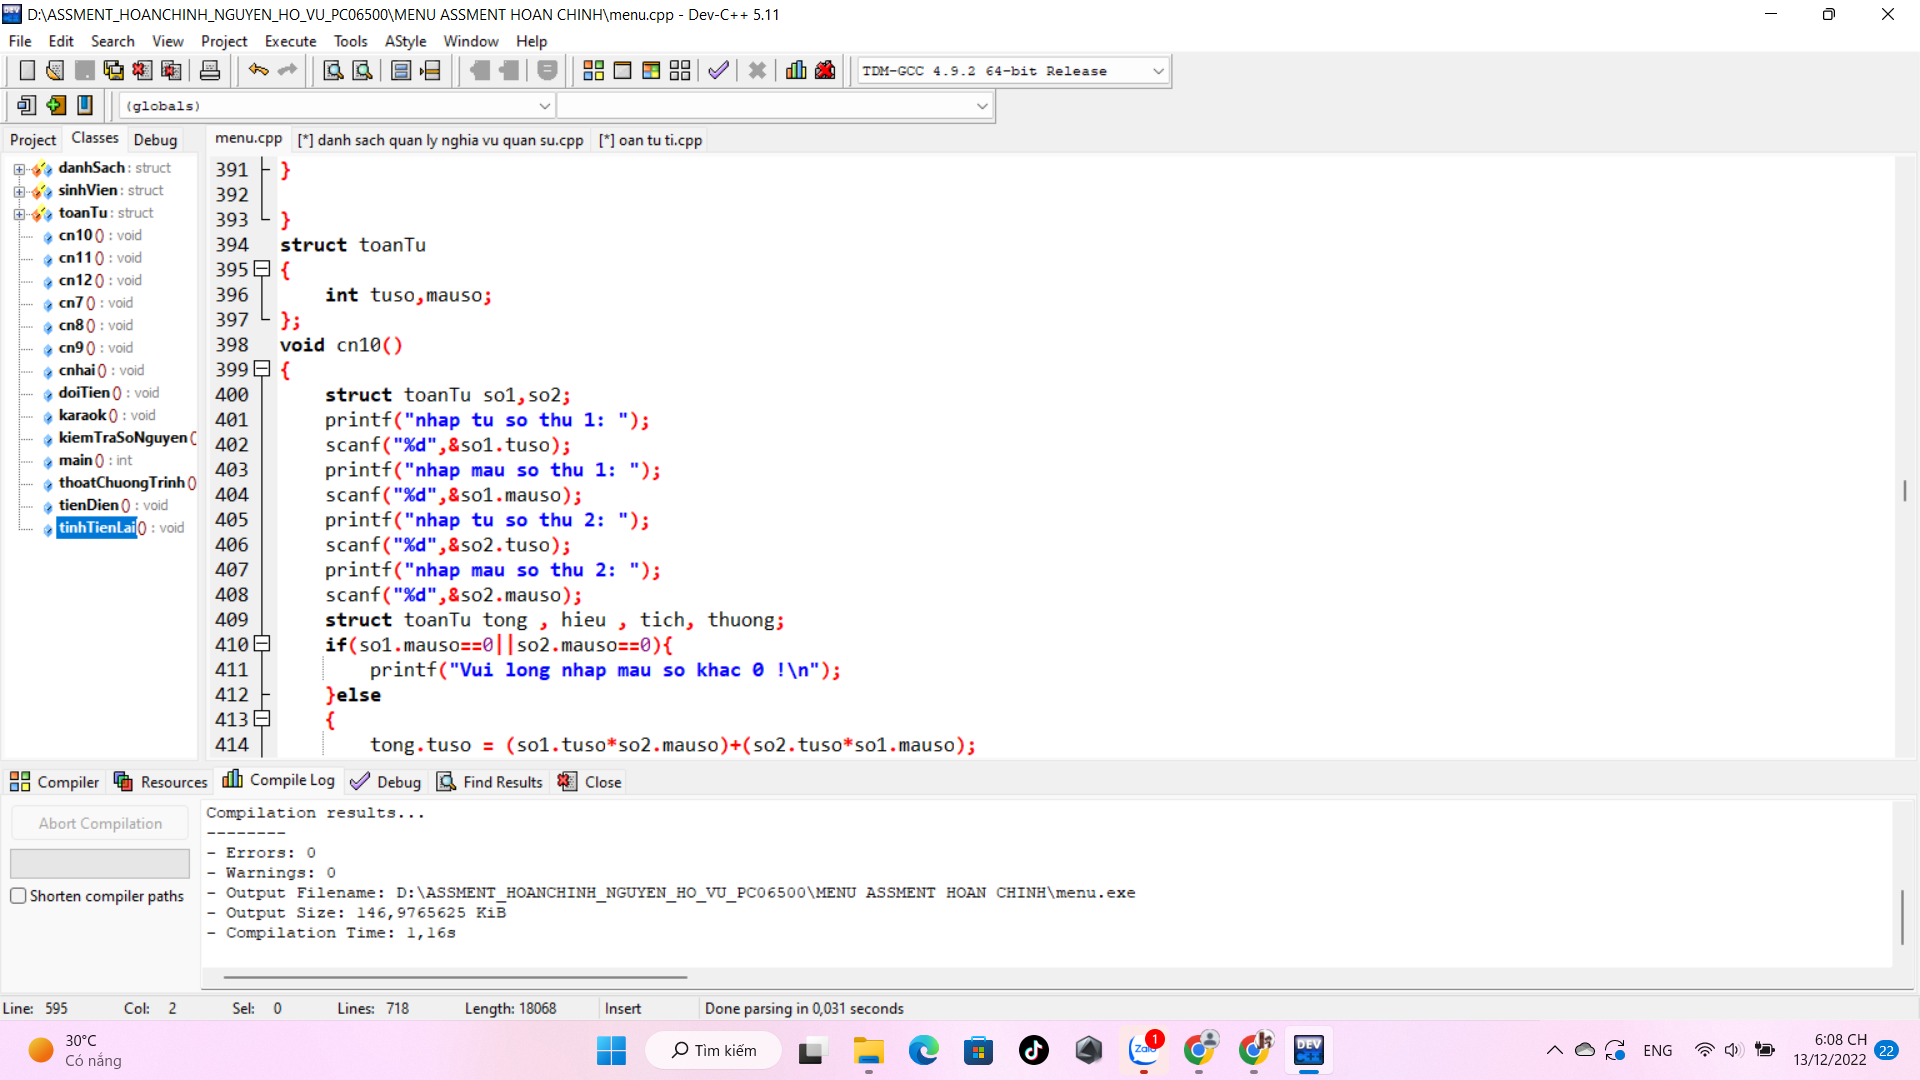 D:\ASSMENT_HOANCHINH_NGUYEN_HO_VU_PC06500\MENU ASSMENT HOAN CHINH\menu.cpp - Dev-C++ 5.11
File Edit Search View Project Execute Tools AStyle Window Help
TDM-GCC 4.9.2 64-bit Release
(globals)
Project Classes Debug
menu.cpp [*] danh sach quan ly nghia vu quan su.cpp [*] oan tu ti.cpp
danhSach : struct
sinhVien : struct
toanTu : struct
cn10 () : void
cn11 () : void
cn12 () : void
cn7 () : void
cn8 () : void
cn9 () : void
cnhai () : void
doiTien () : void
karaok () : void
kiemTraSoNguyen (
main () : int
thoatChuongTrinh ()
tienDien () : void
tinhTienLai () : void
391 }
392
393 }
394 struct toanTu
395 {
396 int tuso,mauso;
397 };
398 void cn10()
399 {
400 struct toanTu so1,so2;
401 printf("nhap tu so thu 1: ");
402 scanf("%d",&so1.tuso);
403 printf("nhap mau so thu 1: ");
404 scanf("%d",&so1.mauso);
405 printf("nhap tu so thu 2: ");
406 scanf("%d",&so2.tuso);
407 printf("nhap mau so thu 2: ");
408 scanf("%d",&so2.mauso);
409 struct toanTu tong , hieu , tich, thuong;
410 if(so1.mauso==0||so2.mauso==0){
411 printf("Vui long nhap mau so khac 0 !\n");
412 }else
413 {
414 tong.tuso = (so1.tuso*so2.mauso)+(so2.tuso*so1.mauso);
Compiler Resources Compile Log Debug Find Results Close
Abort Compilation
Shorten compiler paths
Compilation results...
--------
- Errors: 0
- Warnings: 0
- Output Filename: D:\ASSMENT_HOANCHINH_NGUYEN_HO_VU_PC06500\MENU ASSMENT HOAN CHINH\menu.exe
- Output Size: 146,9765625 KiB
- Compilation Time: 1,16s
Line: 595 Col: 2 Sel: 0 Lines: 718 Length: 18068 Insert Done parsing in 0,031 seconds
30°C
Có nắng
Tìm kiếm
Zalo
1
DEV
C++
ENG
6:08 CH
13/12/2022
22